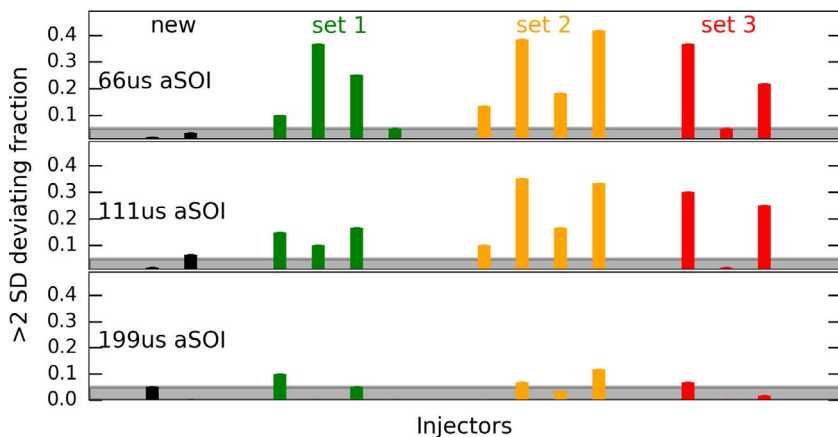 new set 1 set 2 set 3
0.4
0.3
66us aSOI
0.2
0.1
0.4
0.3
111us aSOI
0.2
0.1
0.4
0.3
199us aSOI
0.2
0.1
0.0
>2 SD deviating fraction
Injectors